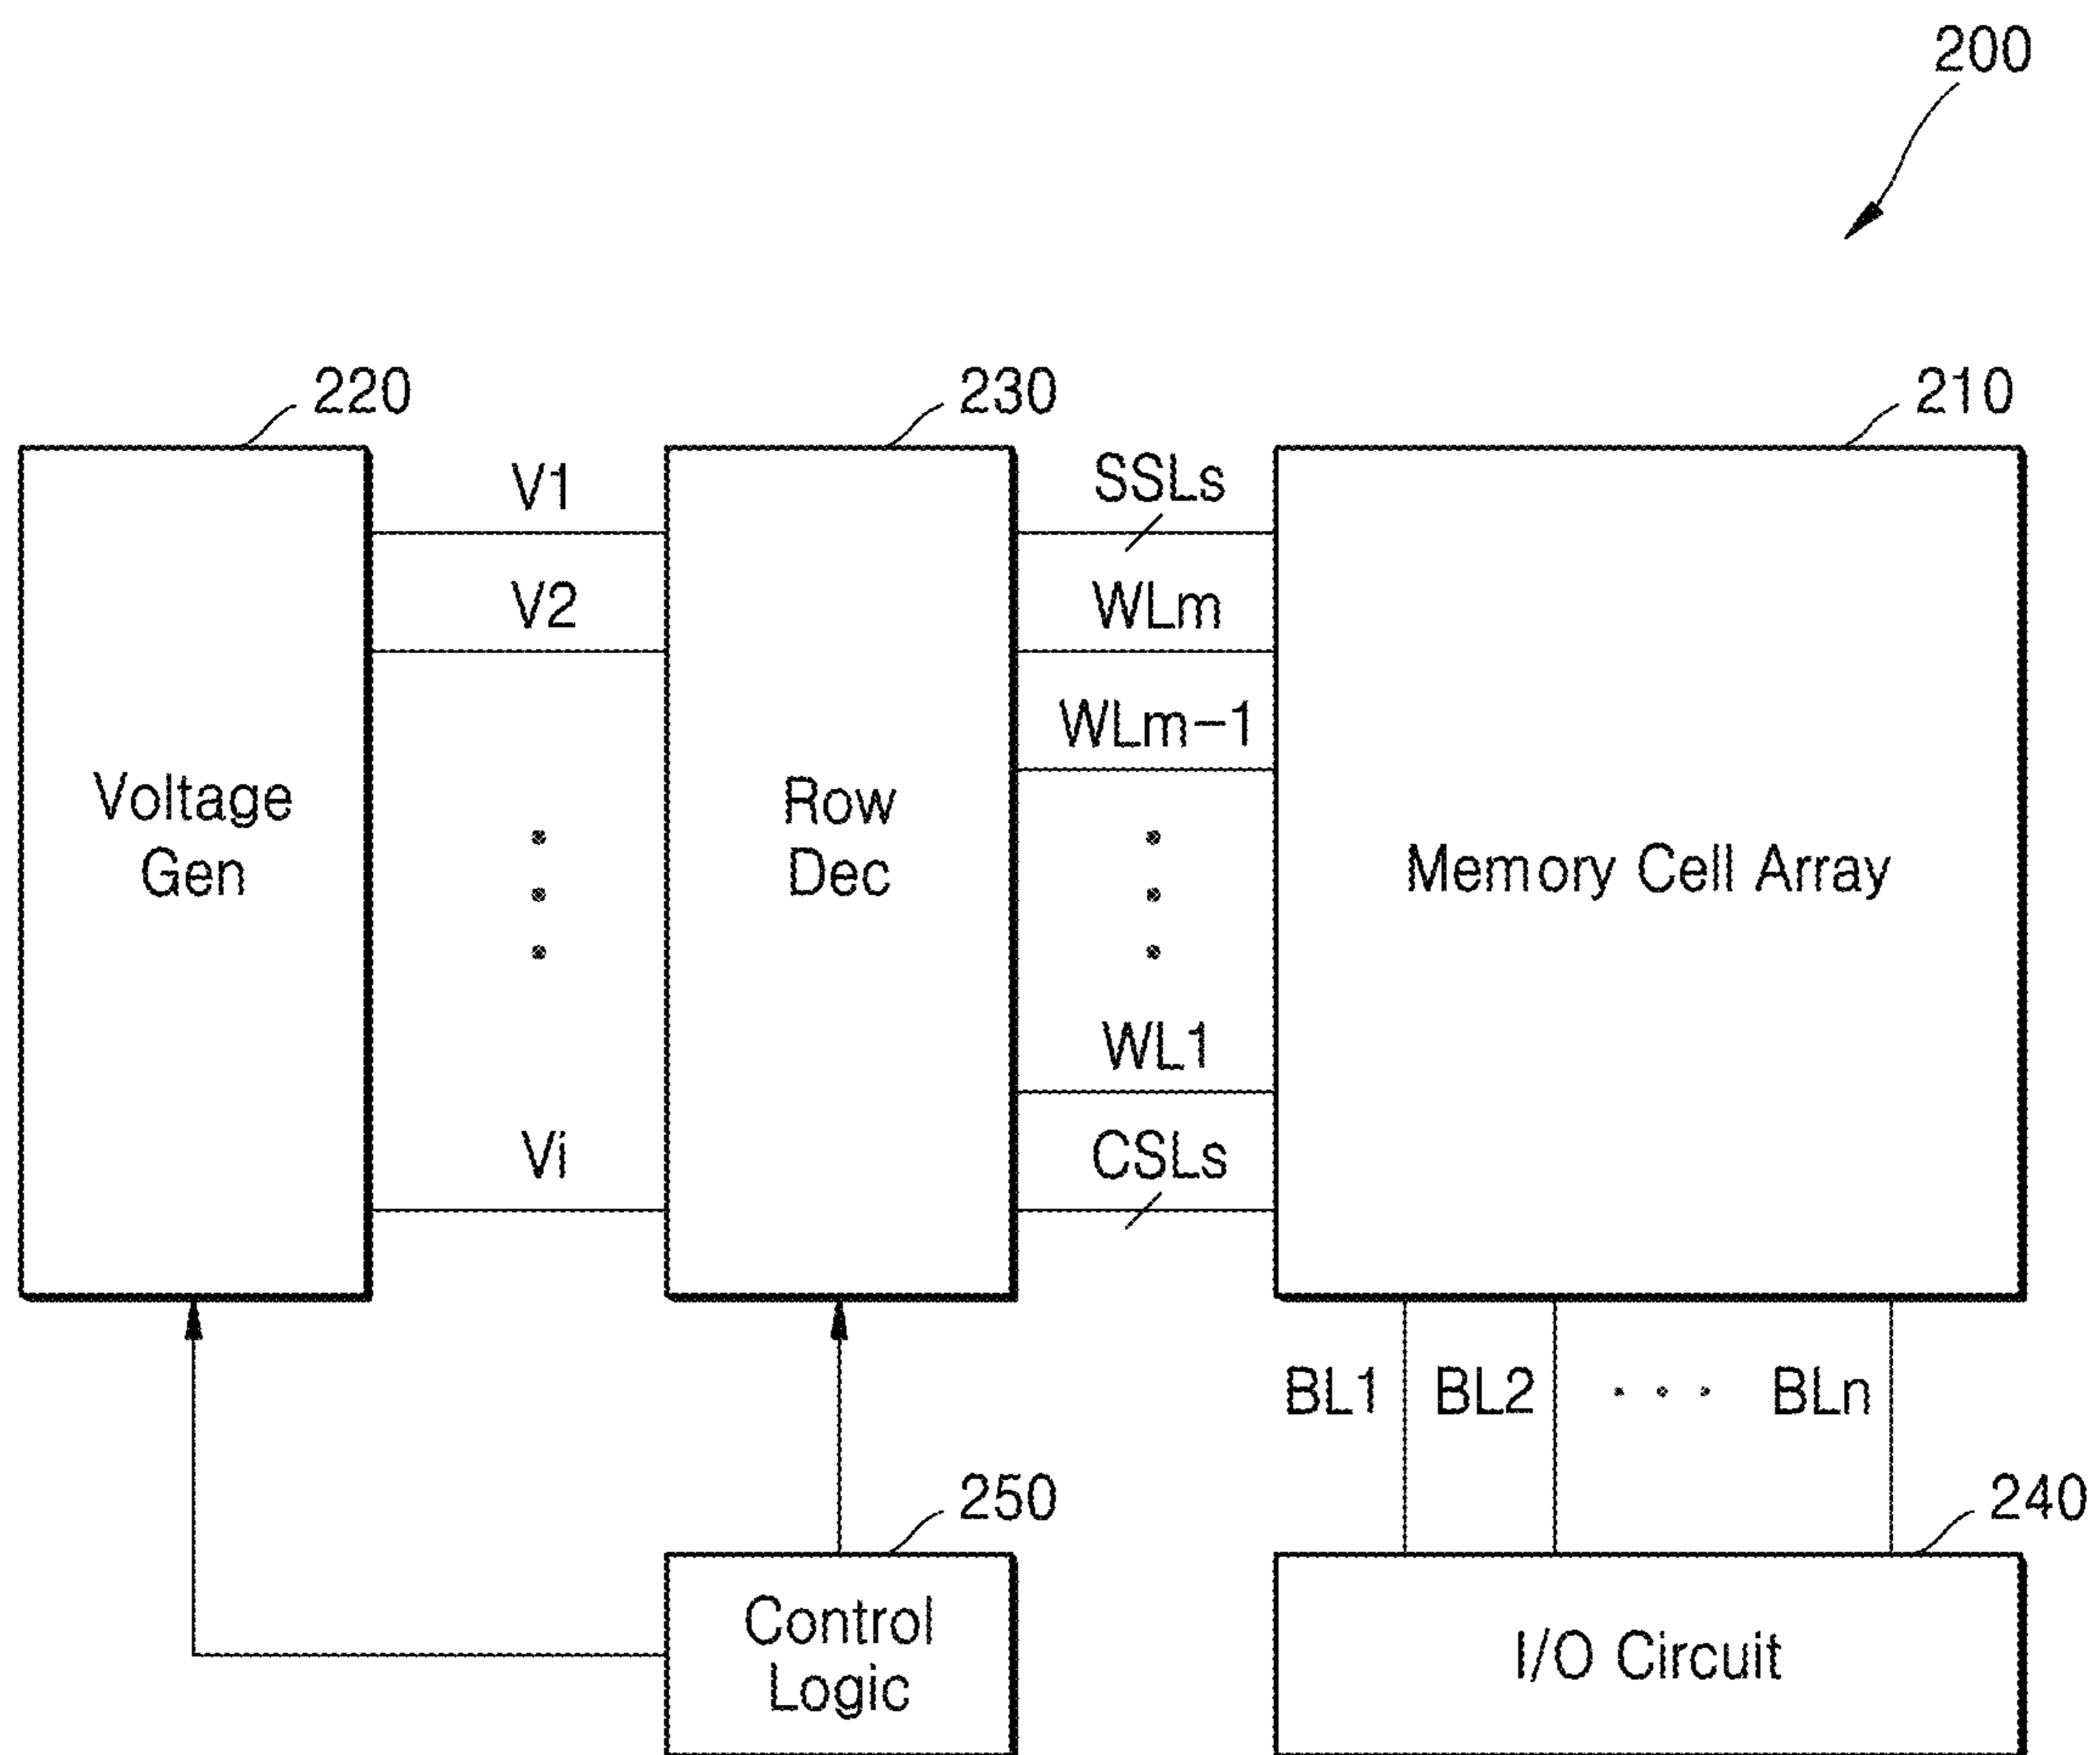 200
220
230
210
V1
SSLs
V2
WLm
WLm-1
Voltage
Gen
Row
Dec
Memory Cell Array
WL1
Vi
CSLs
BL1 BL2 . . . BLn
250
240
Control
Logic
I/O Circuit